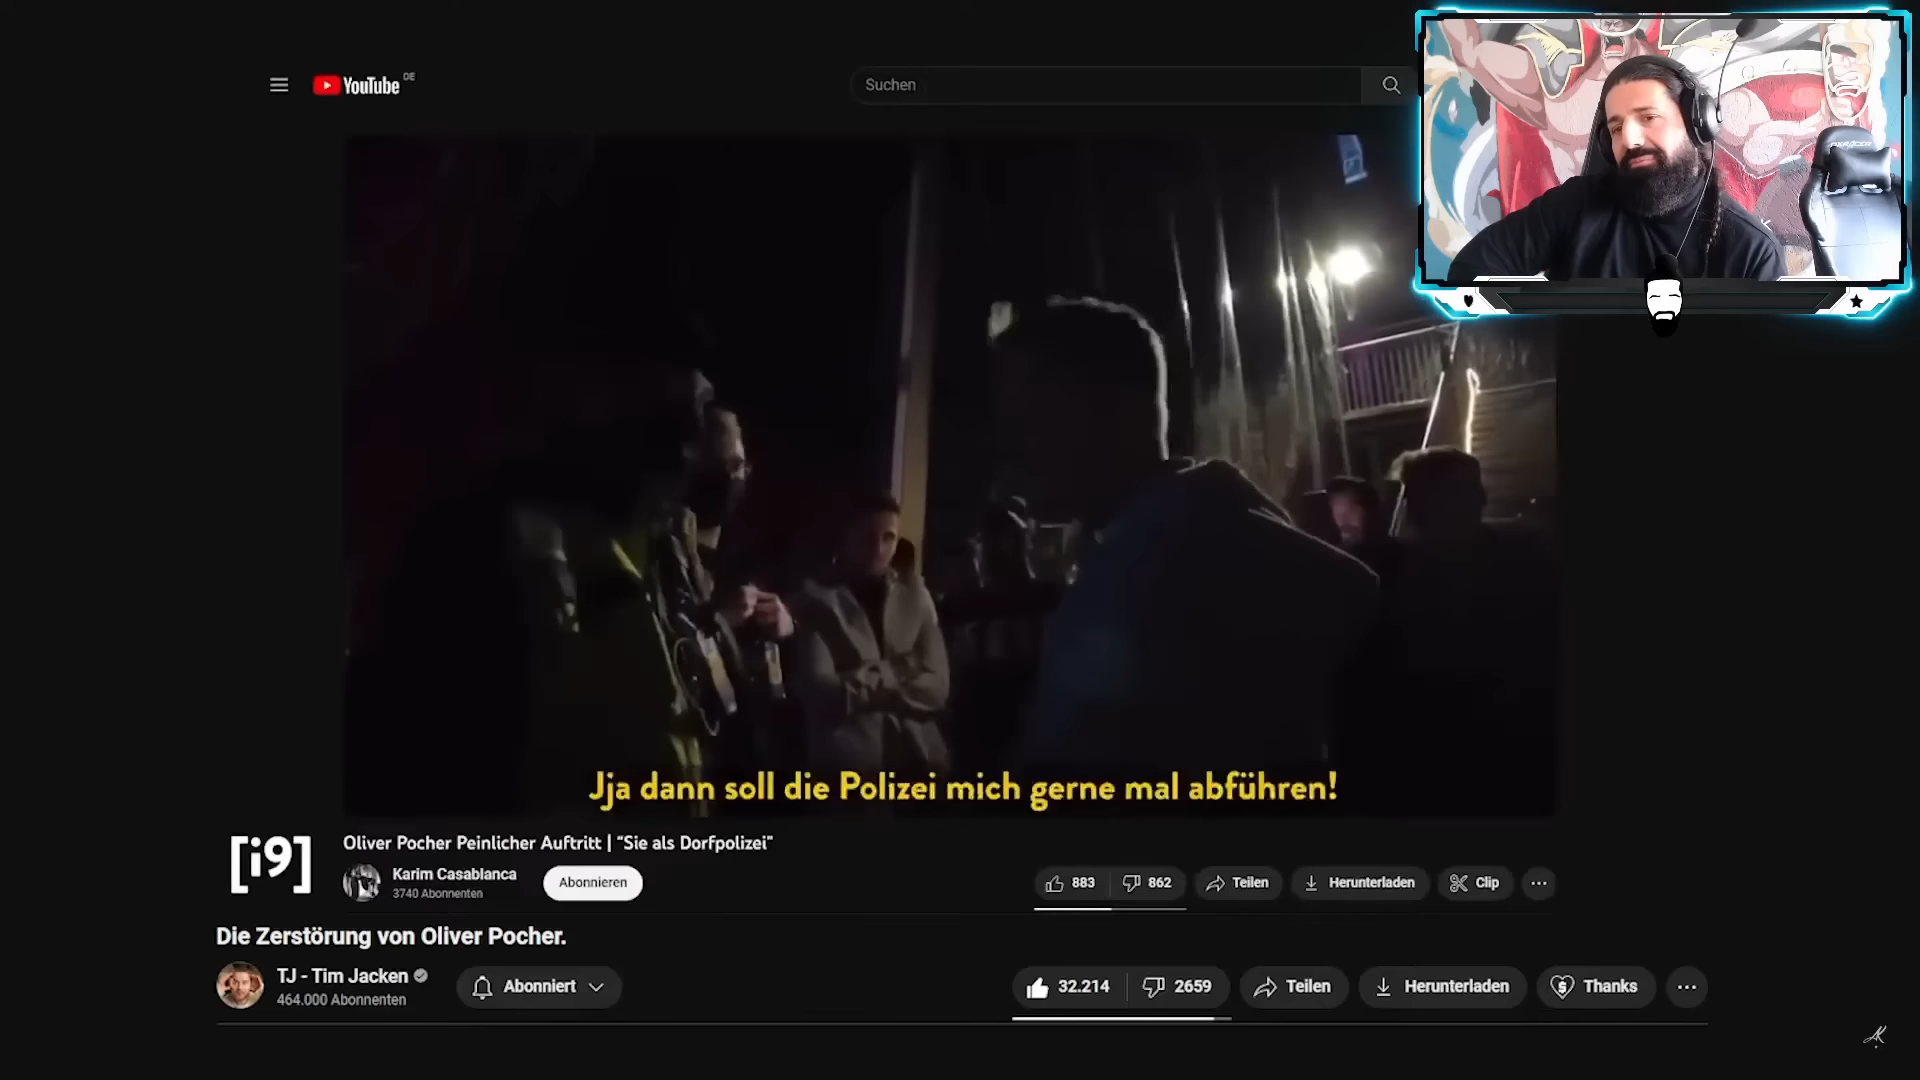 YouTube DE
Suchen
Jja dann soll die Polizei mich gerne mal abführen!
[i9]
Oliver Pocher Peinlicher Auftritt | "Sie als Dorfpolizei"
Karim Casablanca
3740 Abonnenten
Abonnieren
883
862
Teilen
Herunterladen
Clip
Die Zerstörung von Oliver Pocher.
TJ - Tim Jacken
464.000 Abonnenten
Abonniert
32.214
2659
Teilen
Herunterladen
Thanks